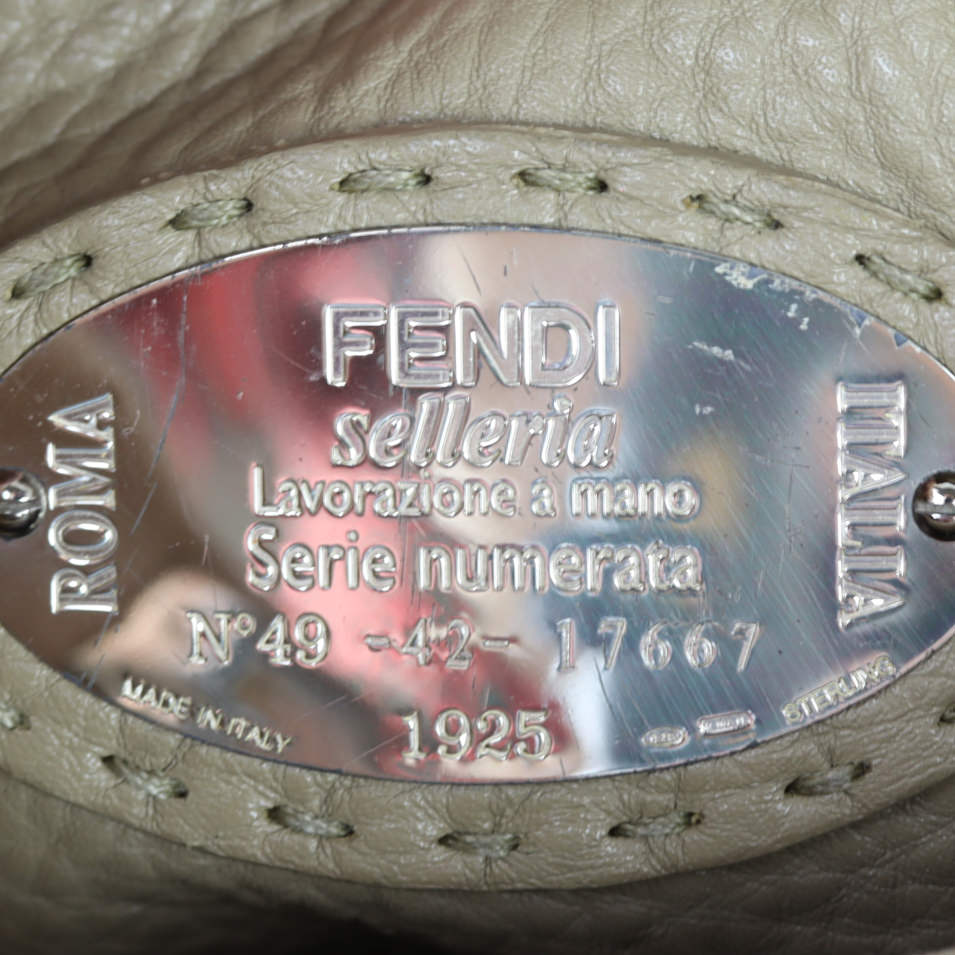 FENDI
selleria
Lavorazione a mano
Serie numerata
N° 49 -42- 17667
1925
ROMA
ITALIA
MADE IN ITALY
STERLING